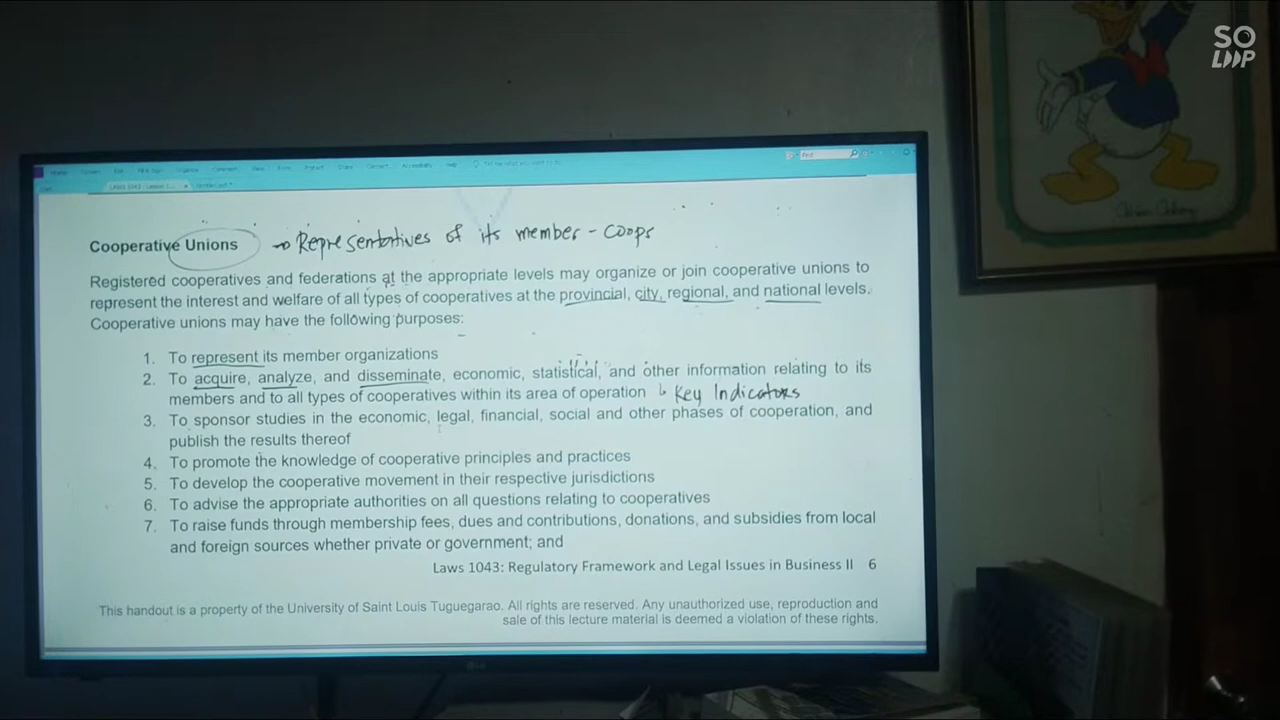 SO
LOOP
Find
Cooperative Unions → Representatives of its member - coops
Registered cooperatives and federations at the appropriate levels may organize or join cooperative unions to
represent the interest and welfare of all types of cooperatives at the provincial, city, regional, and national levels.
Cooperative unions may have the following purposes:
1. To represent its member organizations
2. To acquire, analyze, and disseminate, economic, statistical, and other information relating to its
members and to all types of cooperatives within its area of operation ↳ Key Indicators
3. To sponsor studies in the economic, legal, financial, social and other phases of cooperation, and
publish the results thereof
4. To promote the knowledge of cooperative principles and practices
5. To develop the cooperative movement in their respective jurisdictions
6. To advise the appropriate authorities on all questions relating to cooperatives
7. To raise funds through membership fees, dues and contributions, donations, and subsidies from local
and foreign sources whether private or government; and
Laws 1043: Regulatory Framework and Legal Issues in Business II 6
This handout is a property of the University of Saint Louis Tuguegarao. All rights are reserved. Any unauthorized use, reproduction and
sale of this lecture material is deemed a violation of these rights.
LG